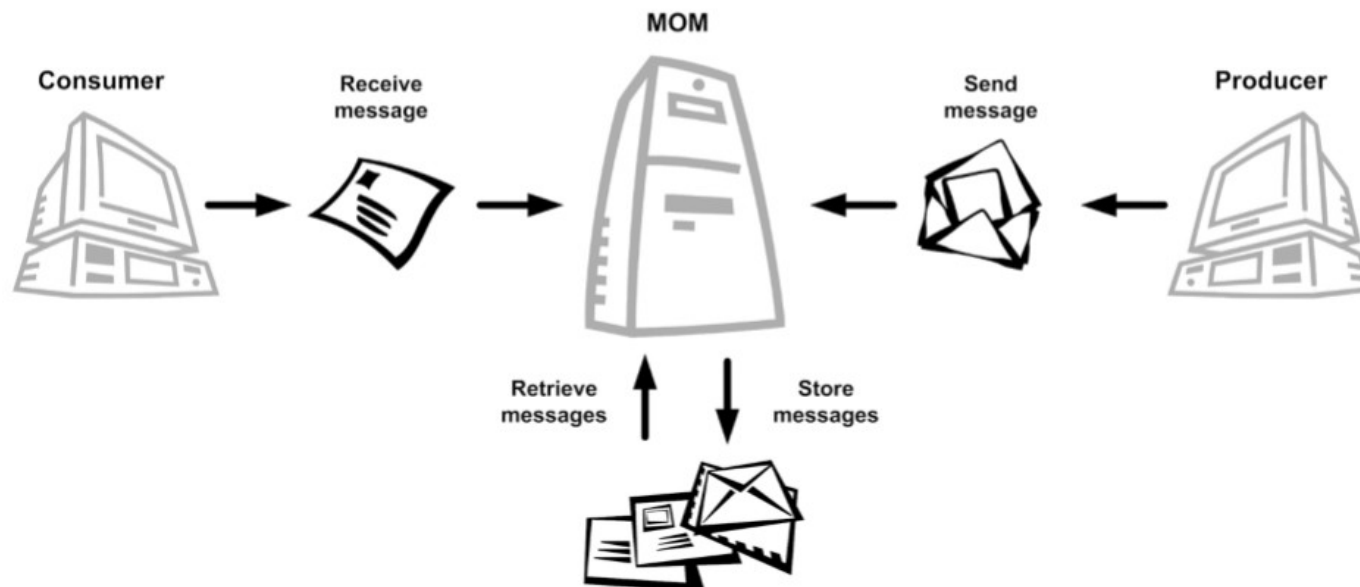 MOM
Consumer
Receive
message
Send
message
Producer
Retrieve
messages
Store
messages